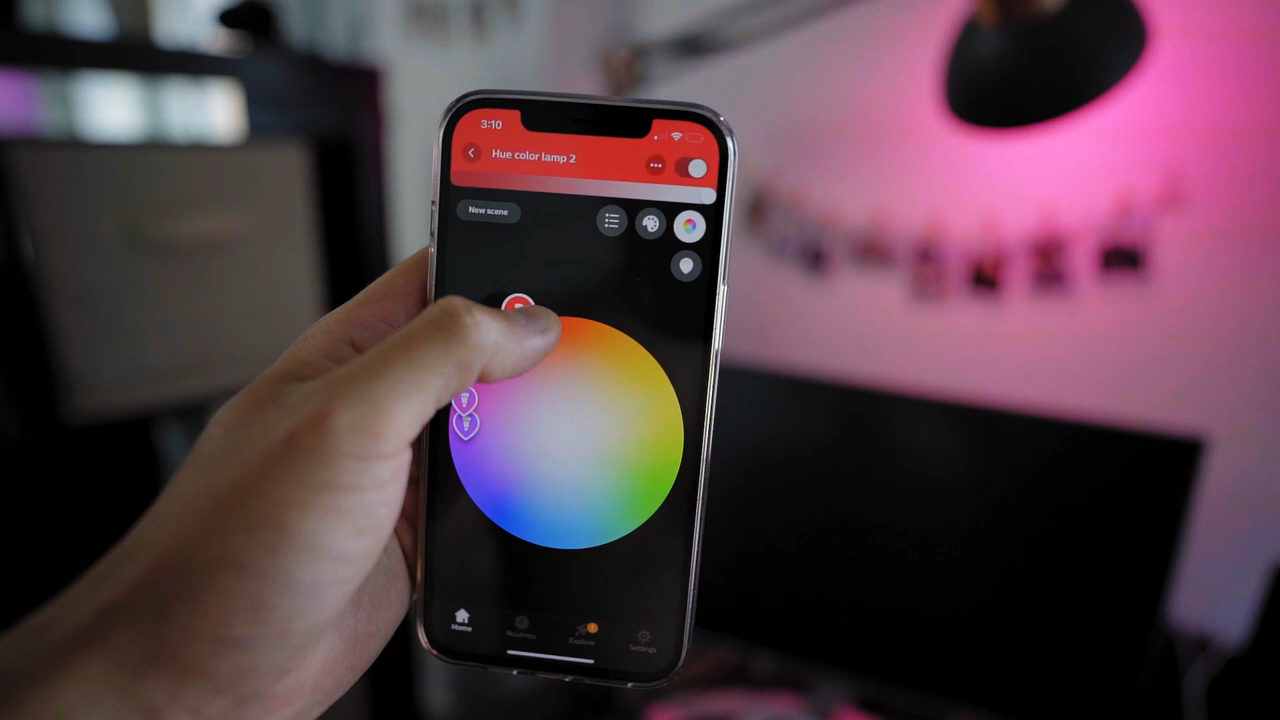 3:10
Hue color lamp 2
New scene
Home
Routines
Explore
Settings